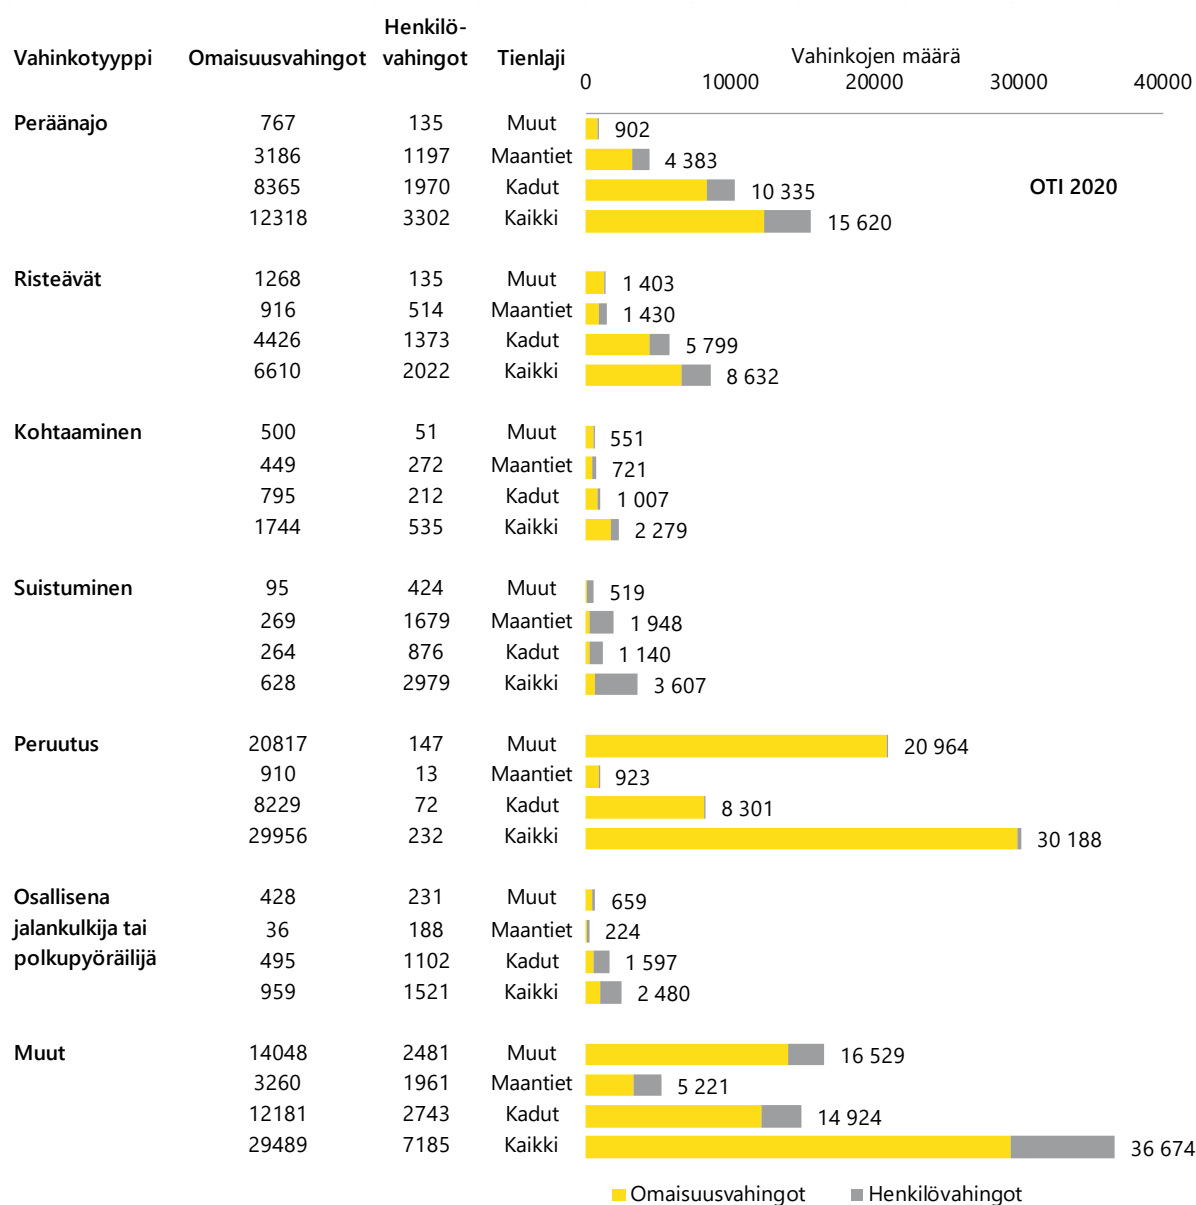 Vahinkotyyppi Omaisuusvahingot Henkilö-vahingot Tienlaji Vahinkojen määrä
0 10000 20000 30000 40000
Peräänajo 767 135 Muut 902
3186 1197 Maantiet 4 383
8365 1970 Kadut 10 335 OTI 2020
12318 3302 Kaikki 15 620
Risteävät 1268 135 Muut 1 403
916 514 Maantiet 1 430
4426 1373 Kadut 5 799
6610 2022 Kaikki 8 632
Kohtaaminen 500 51 Muut 551
449 272 Maantiet 721
795 212 Kadut 1 007
1744 535 Kaikki 2 279
Suistuminen 95 424 Muut 519
269 1679 Maantiet 1 948
264 876 Kadut 1 140
628 2979 Kaikki 3 607
Peruutus 20817 147 Muut 20 964
910 13 Maantiet 923
8229 72 Kadut 8 301
29956 232 Kaikki 30 188
Osallisena 428 231 Muut 659
jalankulkija tai 36 188 Maantiet 224
polkupyöräilijä 495 1102 Kadut 1 597
959 1521 Kaikki 2 480
Muut 14048 2481 Muut 16 529
3260 1961 Maantiet 5 221
12181 2743 Kadut 14 924
29489 7185 Kaikki 36 674
Omaisuusvahingot Henkilövahingot